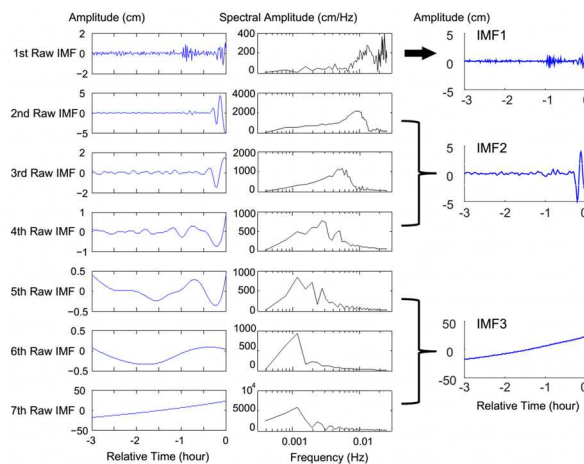 Amplitude (cm) Spectral Amplitude (cm/Hz) Amplitude (cm)
1st Raw IMF 2 0 -2 400 200 0 5 0 -5 IMF1
-3 -2 -1 0
2nd Raw IMF 5 0 -5 4000 2000 0
3rd Raw IMF 2 0 -2 2000 1000 0 5 0 -5 IMF2
-3 -2 -1 0
4th Raw IMF 1 0 -1 1000 500 0
5th Raw IMF 0.5 0 -0.5 1000 500 0
6th Raw IMF 0.5 0 -0.5 1000 500 0 50 0 -50 IMF3
-3 -2 -1 0
Relative Time (hour)
7th Raw IMF 50 0 -50 10⁴ 5000 0
-3 -2 -1 0 0.001 0.01
Relative Time (hour) Frequency (Hz)